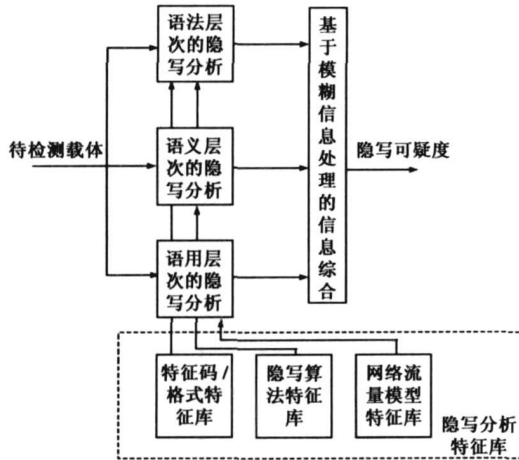 语法层
次的隐
写分析
待检测载体
语义层
次的隐
写分析
语用层
次的隐
写分析
基于模糊信息处理的信息综合
隐写可疑度
特征码/
格式特
征库
隐写算
法特征
库
网络流
量模型
特征库
隐写分析
特征库